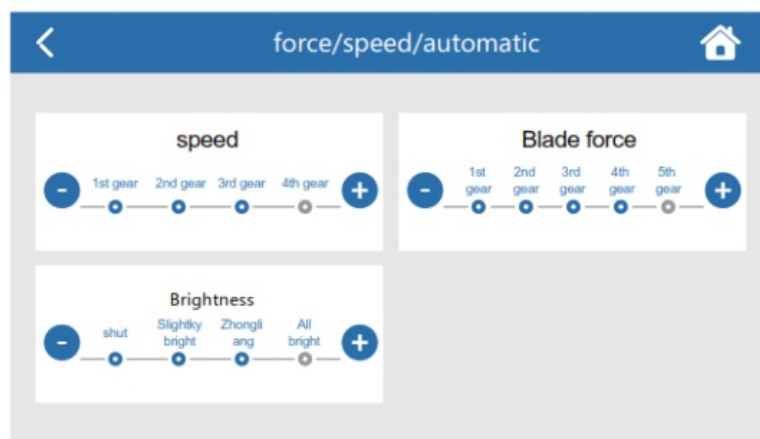 force/speed/automatic
speed
- 1st gear 2nd gear 3rd gear 4th gear +
Blade force
1st 2nd 3rd 4th 5th
- gear gear gear gear gear +
Brightness
shut Slightky Zhongli All
- bright ang bright +